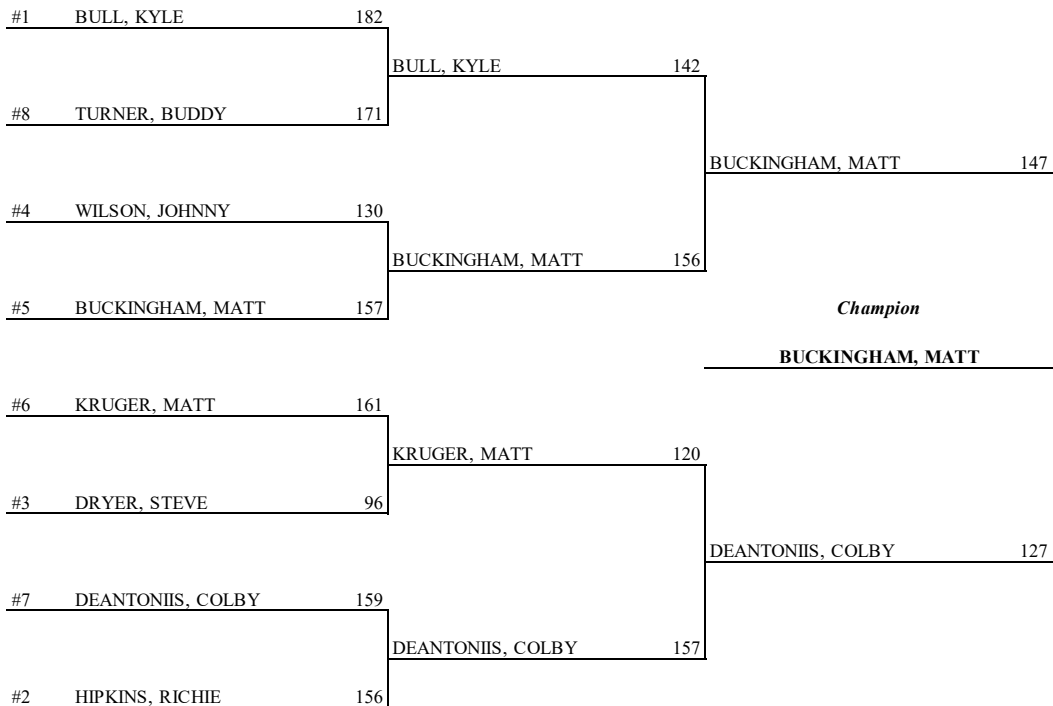 #1 BULL, KYLE 182
BULL, KYLE 142
#8 TURNER, BUDDY 171
BUCKINGHAM, MATT 147
#4 WILSON, JOHNNY 130
BUCKINGHAM, MATT 156
#5 BUCKINGHAM, MATT 157
Champion
BUCKINGHAM, MATT
#6 KRUGER, MATT 161
KRUGER, MATT 120
#3 DRYER, STEVE 96
DEANTONIIS, COLBY 127
#7 DEANTONIIS, COLBY 159
DEANTONIIS, COLBY 157
#2 HIPKINS, RICHIE 156